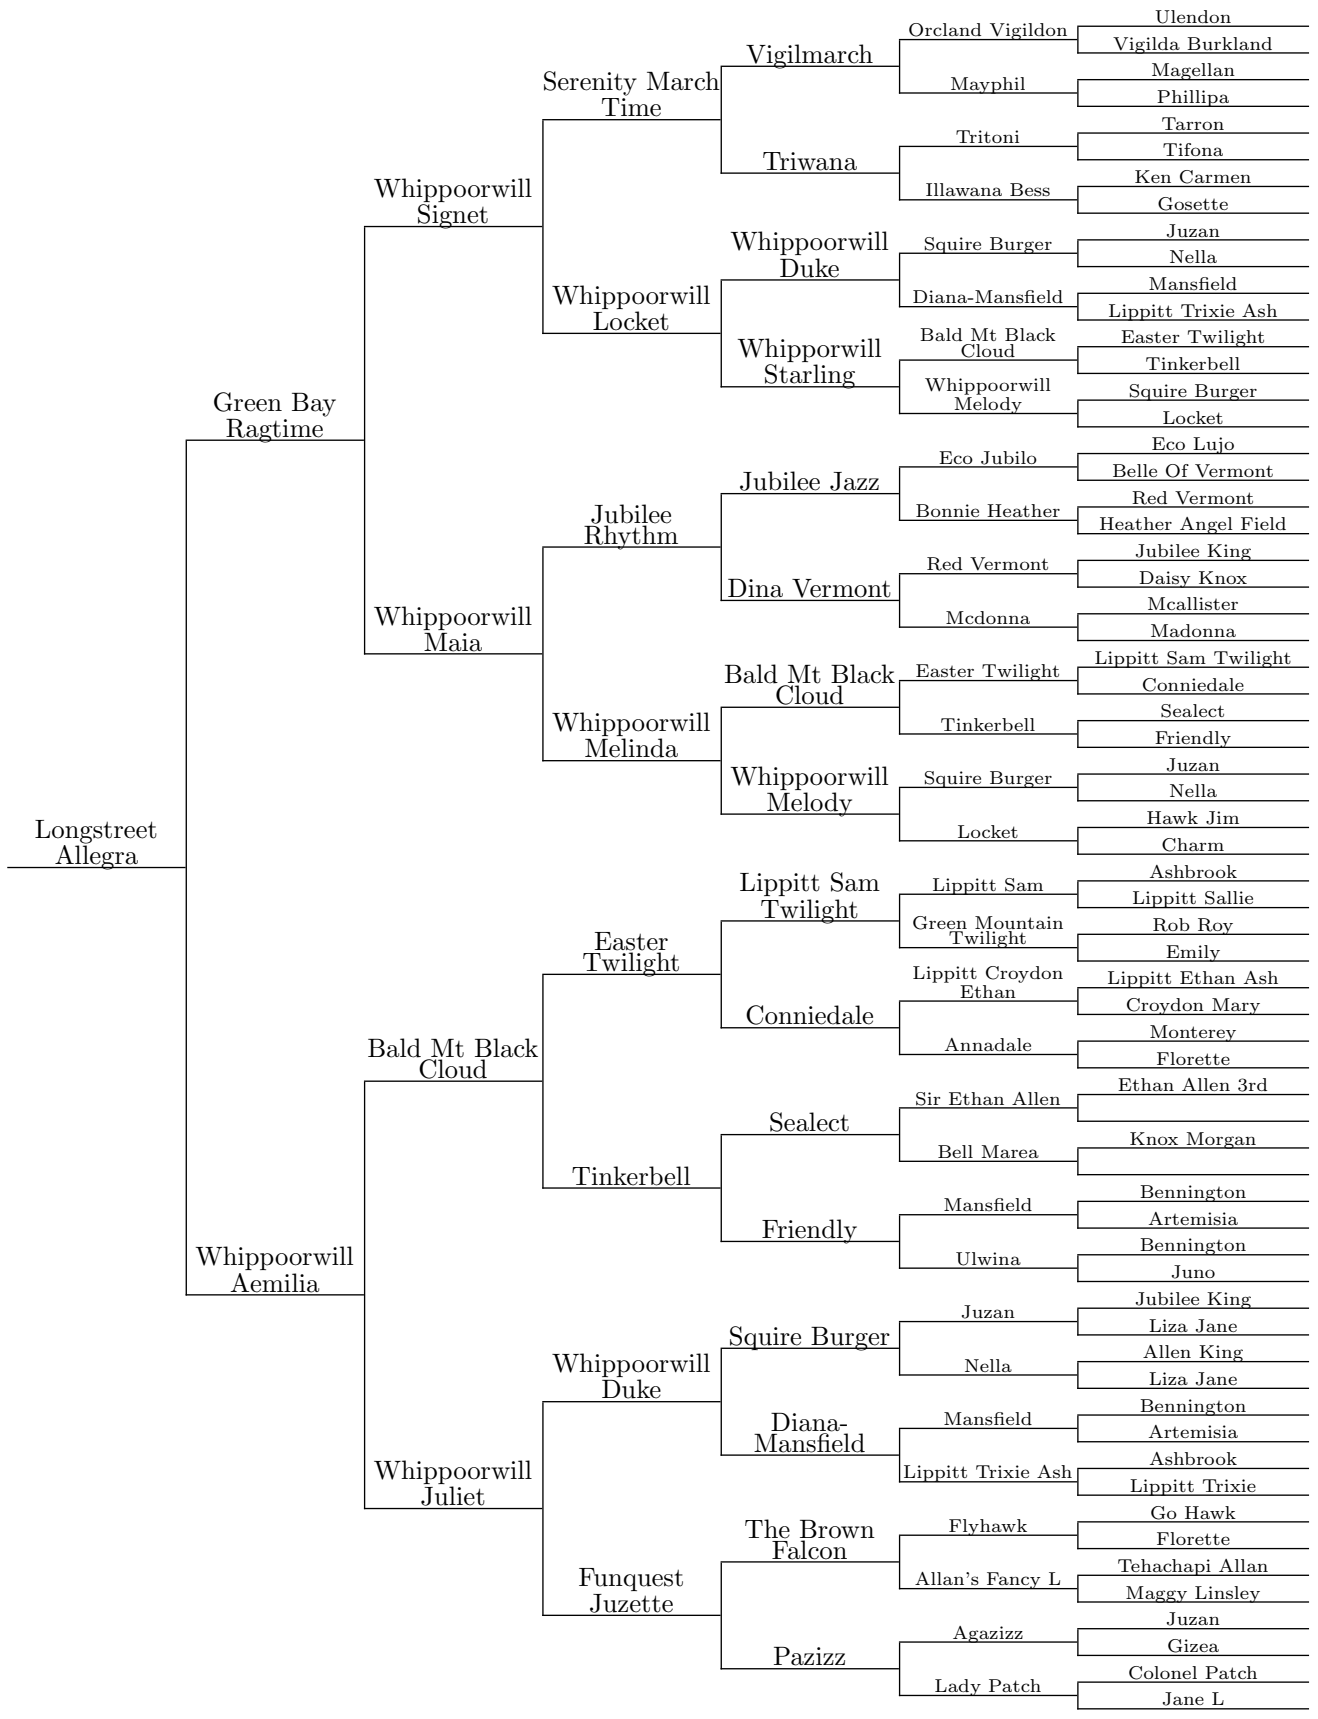 Ulendon
Orcland Vigildon
Vigilda Burkland
Vigilmarch
Magellan
Mayphil
Phillipa
Serenity March
Time
Tarron
Tritoni
Tifona
Triwana
Ken Carmen
Illawana Bess
Gosette
Whippoorwill
Signet
Juzan
Squire Burger
Nella
Whippoorwill
Duke
Mansfield
Diana-Mansfield
Lippitt Trixie Ash
Whippoorwill
Locket
Easter Twilight
Bald Mt Black
Cloud
Tinkerbell
Whipporwill
Starling
Squire Burger
Whippoorwill
Melody
Locket
Green Bay
Ragtime
Eco Lujo
Eco Jubilo
Belle Of Vermont
Jubilee Jazz
Red Vermont
Bonnie Heather
Heather Angel Field
Jubilee
Rhythm
Jubilee King
Red Vermont
Daisy Knox
Dina Vermont
Mcallister
Mcdonna
Madonna
Whippoorwill
Maia
Lippitt Sam Twilight
Easter Twilight
Conniedale
Bald Mt Black
Cloud
Sealect
Tinkerbell
Friendly
Whippoorwill
Melinda
Juzan
Squire Burger
Nella
Whippoorwill
Melody
Hawk Jim
Locket
Charm
Longstreet
Allegra
Ashbrook
Lippitt Sam
Lippitt Sallie
Lippitt Sam
Twilight
Rob Roy
Green Mountain
Twilight
Emily
Easter
Twilight
Lippitt Ethan Ash
Lippitt Croydon
Ethan
Croydon Mary
Conniedale
Monterey
Annadale
Florette
Bald Mt Black
Cloud
Ethan Allen 3rd
Sir Ethan Allen
Sealect
Knox Morgan
Bell Marea
Tinkerbell
Bennington
Mansfield
Artemisia
Friendly
Bennington
Ulwina
Juno
Whippoorwill
Aemilia
Jubilee King
Juzan
Liza Jane
Squire Burger
Allen King
Nella
Liza Jane
Whippoorwill
Duke
Bennington
Mansfield
Artemisia
Diana-
Mansfield
Ashbrook
Lippitt Trixie Ash
Lippitt Trixie
Whippoorwill
Juliet
Go Hawk
Flyhawk
Florette
The Brown
Falcon
Tehachapi Allan
Allan's Fancy L
Maggy Linsley
Funquest
Juzette
Juzan
Agazizz
Gizea
Pazizz
Colonel Patch
Lady Patch
Jane L